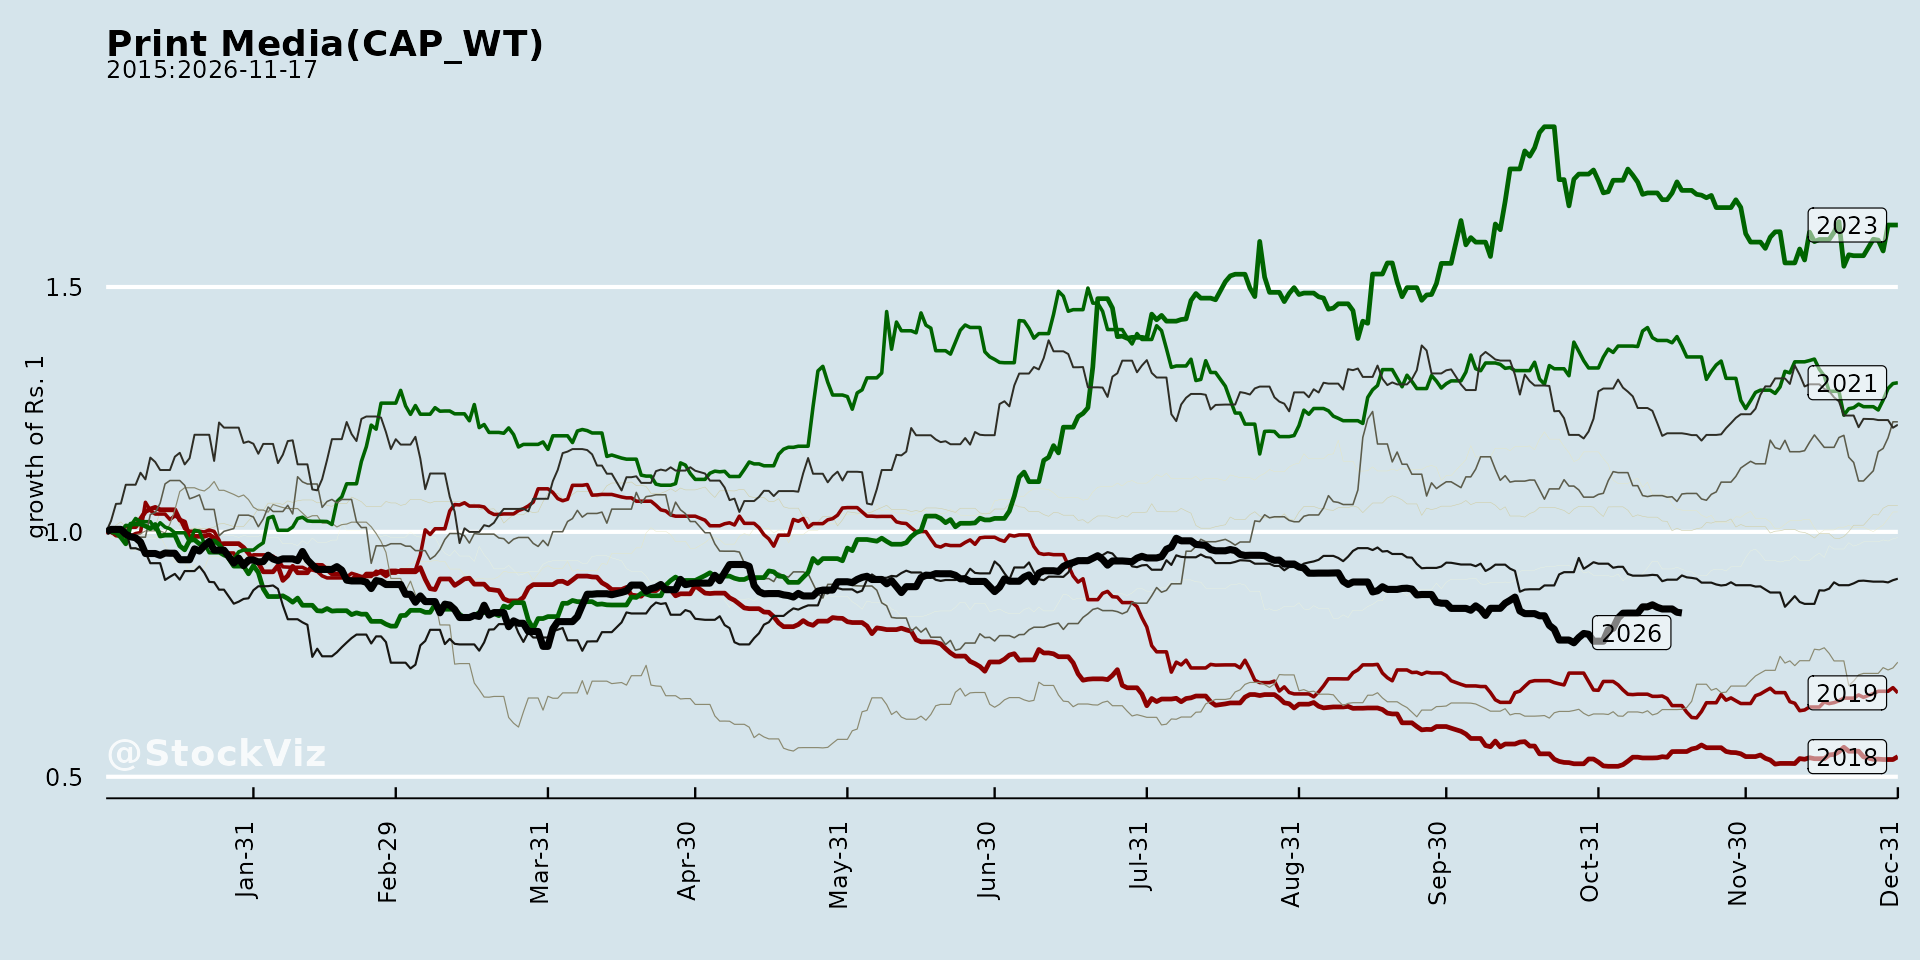 Print Media(CAP_WT)
2015:2026-11-17
growth of Rs. 1
1.5
1.0
0.5
2023
2021
2026
2019
2018
@StockViz
Jan-31
Feb-29
Mar-31
Apr-30
May-31
Jun-30
Jul-31
Aug-31
Sep-30
Oct-31
Nov-30
Dec-31